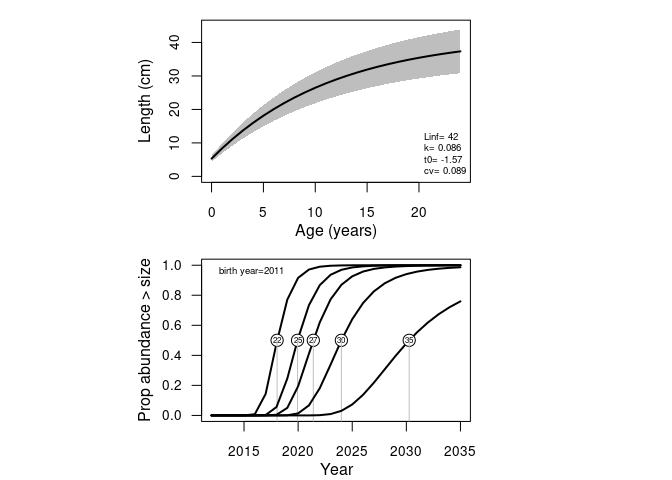 Length (cm)
40
30
20
10
0
Linf= 42
k= 0.086
t0= -1.57
cv= 0.089
0 5 10 15 20
Age (years)
Prop abundance > size
1.0
0.8
0.6
0.4
0.2
0.0
birth year=2011
22 25 27 30 35
2015 2020 2025 2030 2035
Year